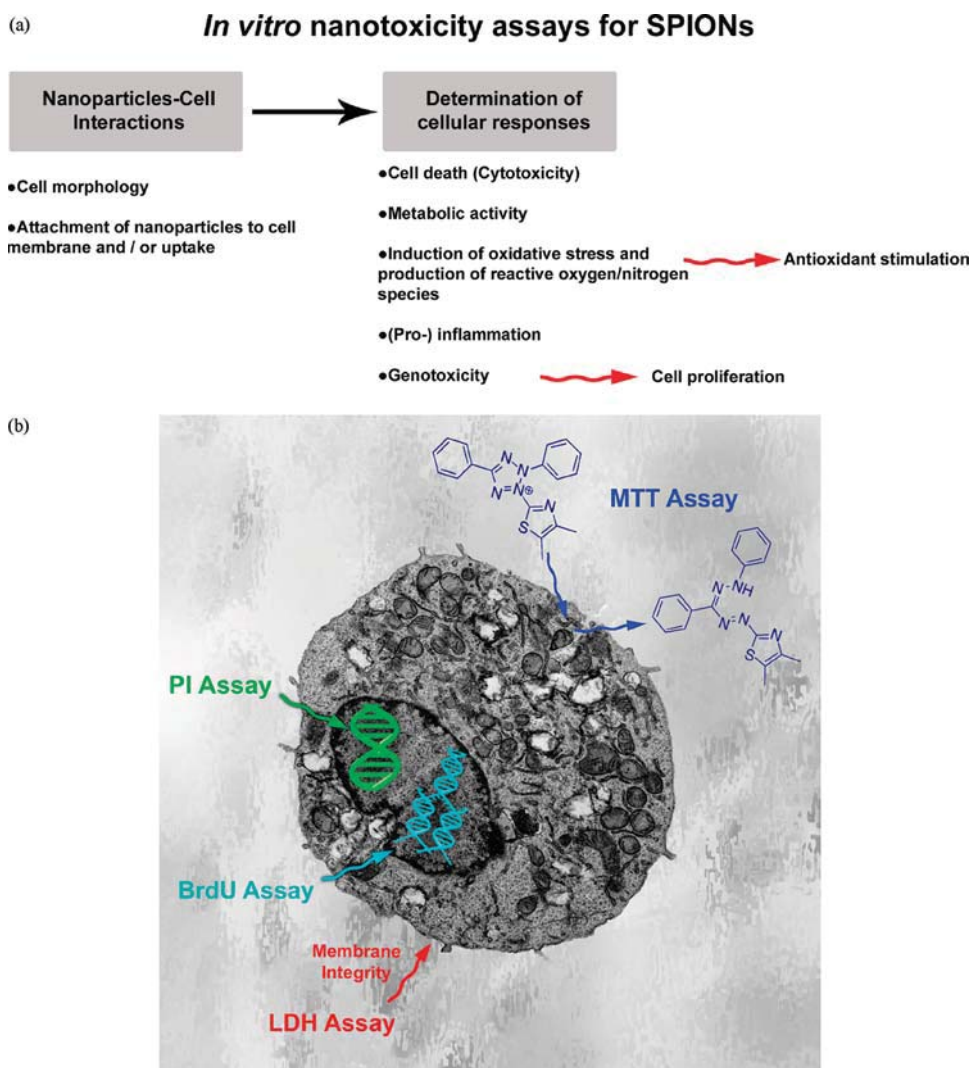 (a)
In vitro nanotoxicity assays for SPIONs
Nanoparticles-Cell
Interactions
Determination of
cellular responses
●Cell morphology
●Attachment of nanoparticles to cell
membrane and / or uptake
●Cell death (Cytotoxicity)
●Metabolic activity
●Induction of oxidative stress and
production of reactive oxygen/nitrogen
species
Antioxidant stimulation
●(Pro-) inflammation
●Genotoxicity
Cell proliferation
(b)
N
N
N
N
⊕
N
S
MTT Assay
N
NH
N
N
N
S
PI Assay
BrdU Assay
Membrane
Integrity
LDH Assay